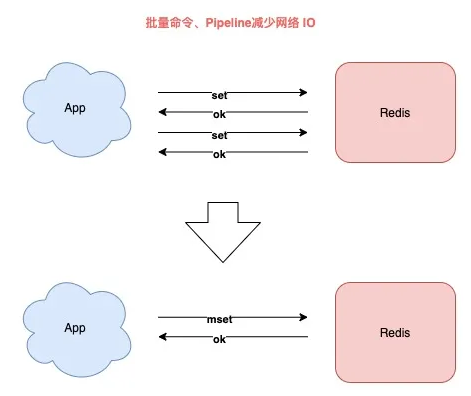 批量命令、Pipeline减少网络 IO
App
set
ok
set
ok
Redis
App
mset
ok
Redis